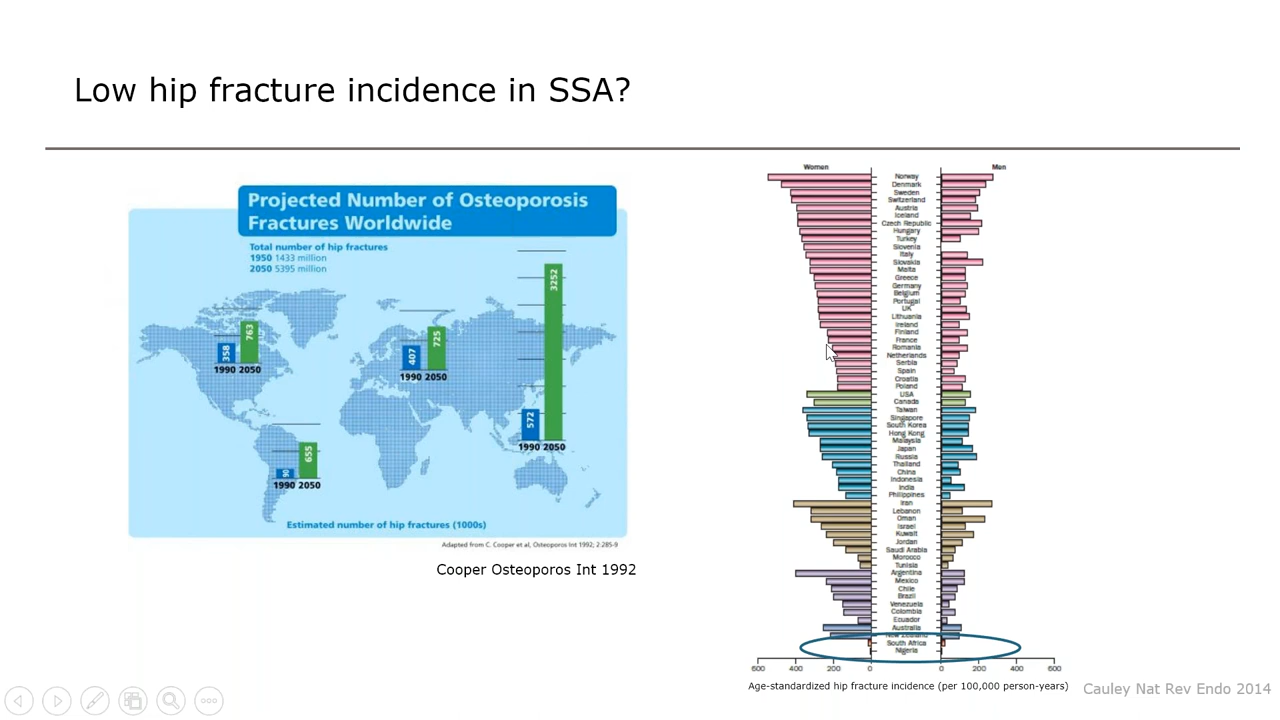 Low hip fracture incidence in SSA?
Projected Number of Osteoporosis
Fractures Worldwide
Total number of hip fractures
1950 1433 million
2050 5395 million
358
763
1990 2050
407
725
1990 2050
572
3252
1990 2050
90
655
1990 2050
Estimated number of hip fractures (1000s)
Adapted from C. Cooper et al, Osteoporos Int 1992; 2:285-9
Cooper Osteoporos Int 1992
Women
Men
Norway
Denmark
Sweden
Switzerland
Austria
Iceland
Czech Republic
Hungary
Turkey
Slovenia
Italy
Slovakia
Malta
Greece
Germany
Belgium
Portugal
UK
Lithuania
Ireland
Finland
France
Romania
Netherlands
Serbia
Spain
Croatia
Poland
USA
Canada
Taiwan
Singapore
South Korea
Hong Kong
Malaysia
Japan
Russia
Thailand
China
Indonesia
India
Philippines
Iran
Lebanon
Oman
Israel
Kuwait
Jordan
Saudi Arabia
Morocco
Tunisia
Argentina
Mexico
Chile
Brazil
Venezuela
Colombia
Ecuador
Australia
New Zealand
South Africa
Nigeria
600 400 200 0 0 200 400 600
Age-standardized hip fracture incidence (per 100,000 person-years)
Cauley Nat Rev Endo 2014